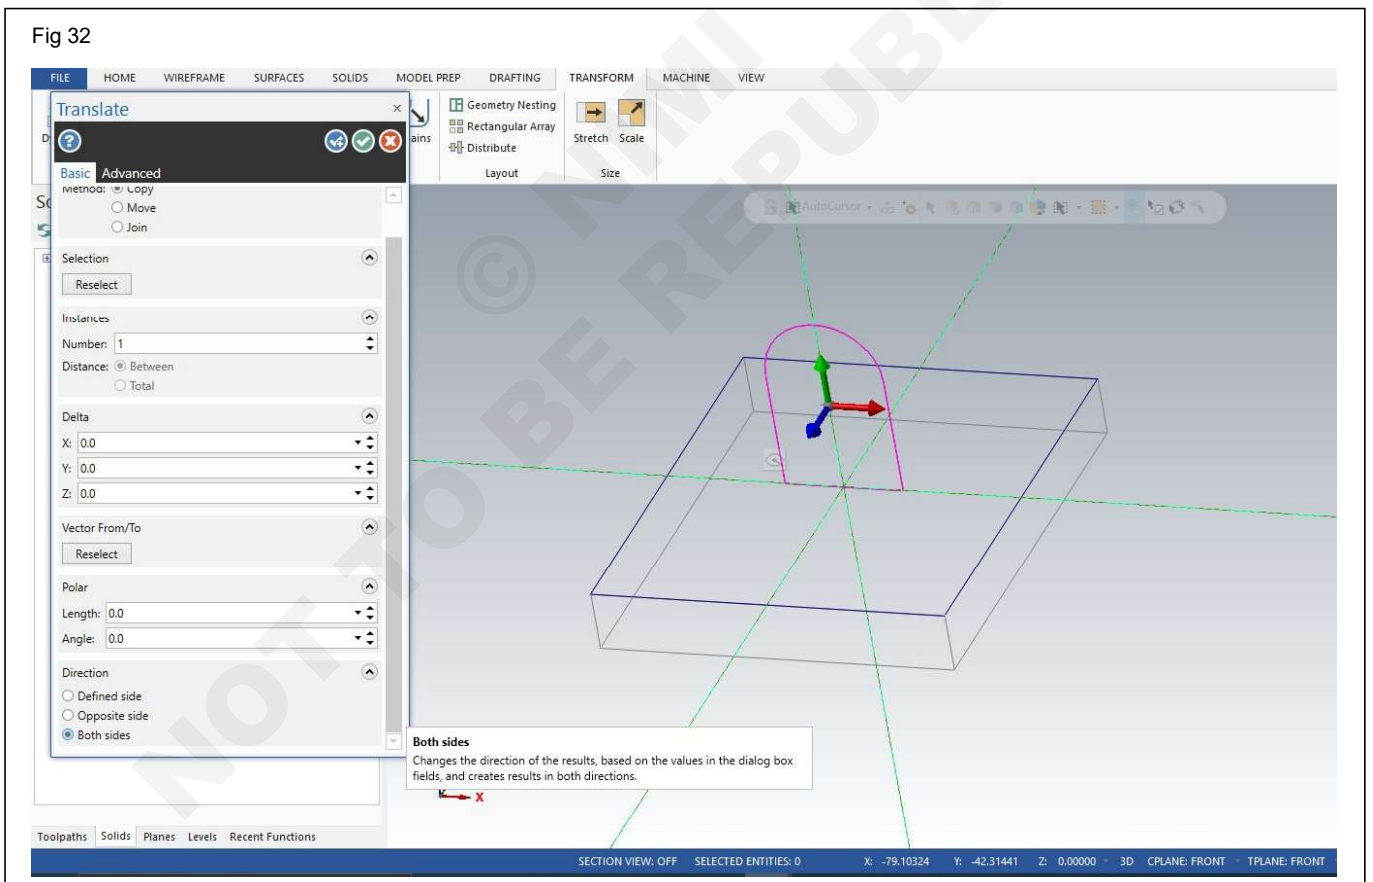 Fig 32
FILE HOME WIREFRAME SURFACES SOLIDS MODEL PREP DRAFTING TRANSFORM MACHINE VIEW
Translate
Geometry Nesting
Rectangular Array
Distribute
Stretch Scale
Layout Size
Basic Advanced
Method: Copy
Move
Join
AutoCursor
Selection
Reselect
Instances
Number: 1
Distance: Between
Total
Delta
X: 0.0
Y: 0.0
Z: 0.0
Vector From/To
Reselect
Polar
Length: 0.0
Angle: 0.0
Direction
Defined side
Opposite side
Both sides
Both sides
Changes the direction of the results, based on the values in the dialog box
fields, and creates results in both directions.
X
Toolpaths Solids Planes Levels Recent Functions
SECTION VIEW: OFF SELECTED ENTITIES: 0 X: -79.10324 Y: -42.31441 Z: 0.00000 3D CPLANE: FRONT TPLANE: FRONT
© NIMI
NOT TO BE REPUBL